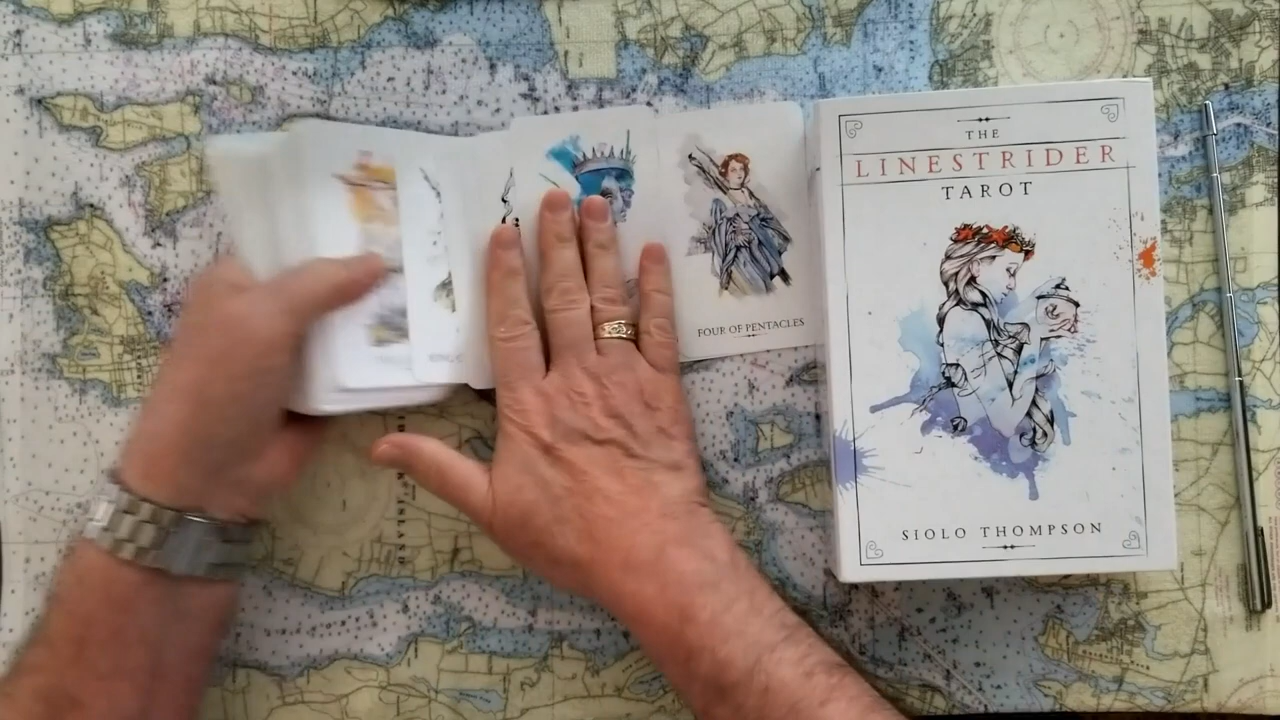 FOUR OF PENTACLES
THE
LINESTRIDER
TAROT
SIOLO THOMPSON